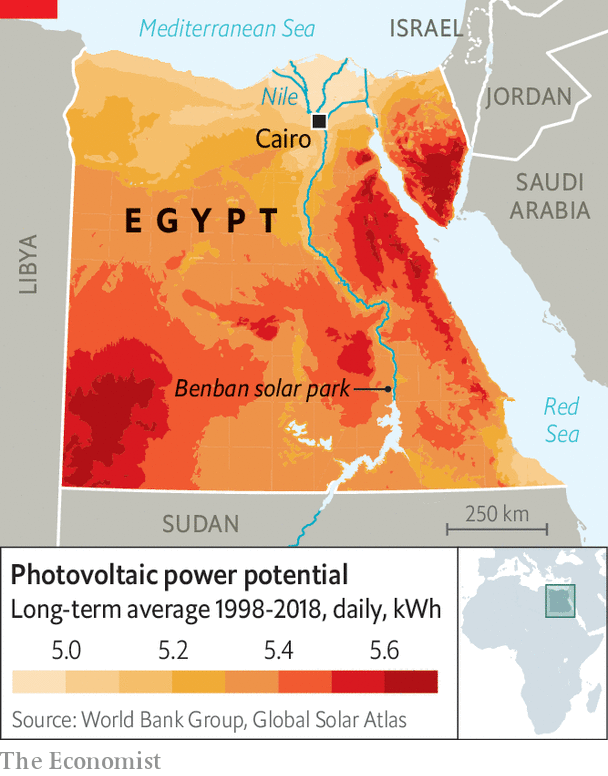 Mediterranean Sea
ISRAEL
Nile
JORDAN
Cairo
SAUDI
ARABIA
EGYPT
LIBYA
Benban solar park
Red
Sea
250 km
SUDAN
Photovoltaic power potential
Long-term average 1998-2018, daily, kWh
5.0 5.2 5.4 5.6
Source: World Bank Group, Global Solar Atlas
The Economist